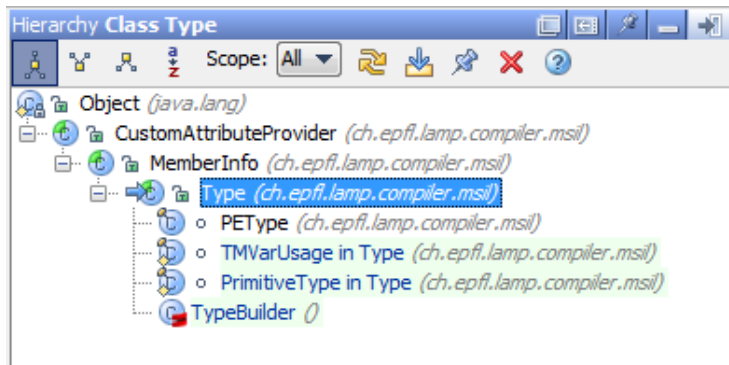 Hierarchy Class Type
a z Scope: All
Object (java.lang)
CustomAttributeProvider (ch.epfl.lamp.compiler.msil)
MemberInfo (ch.epfl.lamp.compiler.msil)
Type (ch.epfl.lamp.compiler.msil)
PEType (ch.epfl.lamp.compiler.msil)
TMVarUsage in Type (ch.epfl.lamp.compiler.msil)
PrimitiveType in Type (ch.epfl.lamp.compiler.msil)
TypeBuilder ()